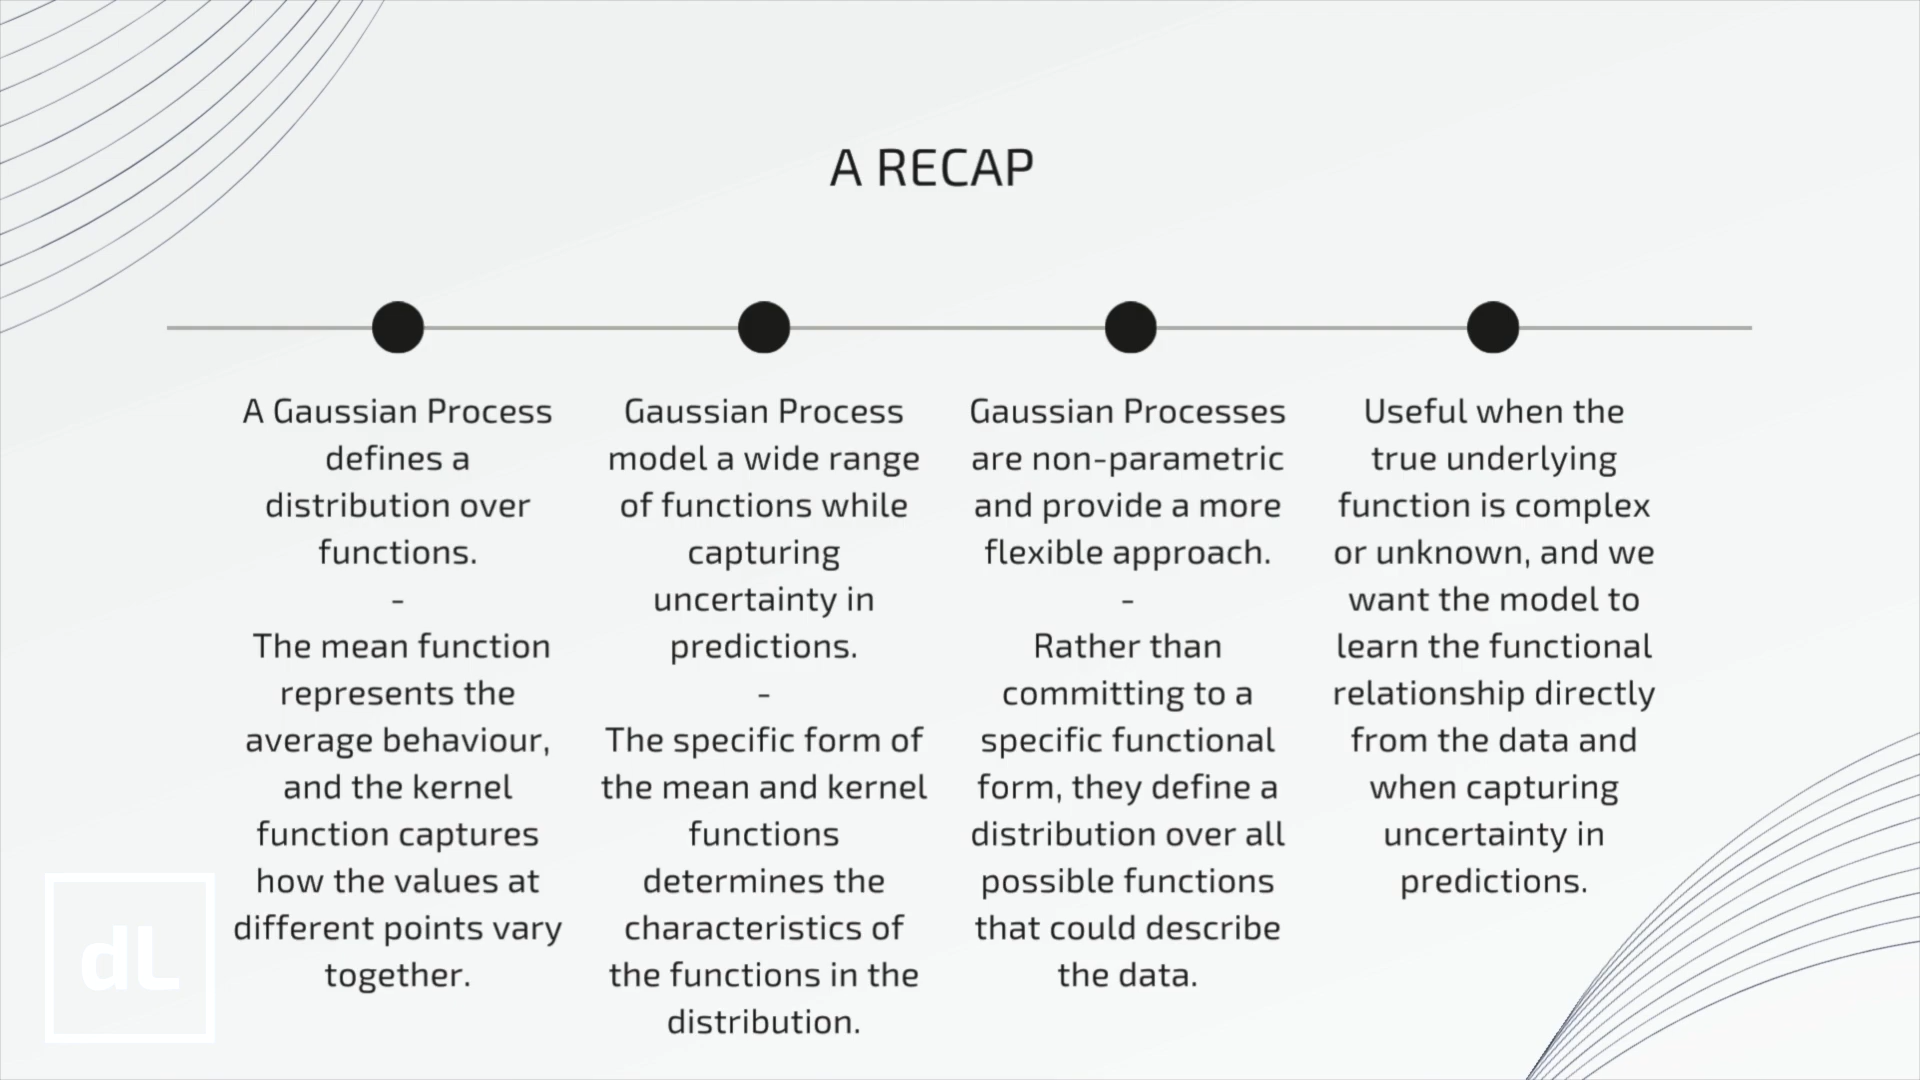 A RECAP
A Gaussian Process
defines a
distribution over
functions.
-
The mean function
represents the
average behaviour,
and the kernel
function captures
how the values at
different points vary
together.
Gaussian Process
model a wide range
of functions while
capturing
uncertainty in
predictions.
-
The specific form of
the mean and kernel
functions
determines the
characteristics of
the functions in the
distribution.
Gaussian Processes
are non-parametric
and provide a more
flexible approach.
-
Rather than
committing to a
specific functional
form, they define a
distribution over all
possible functions
that could describe
the data.
Useful when the
true underlying
function is complex
or unknown, and we
want the model to
learn the functional
relationship directly
from the data and
when capturing
uncertainty in
predictions.
dL